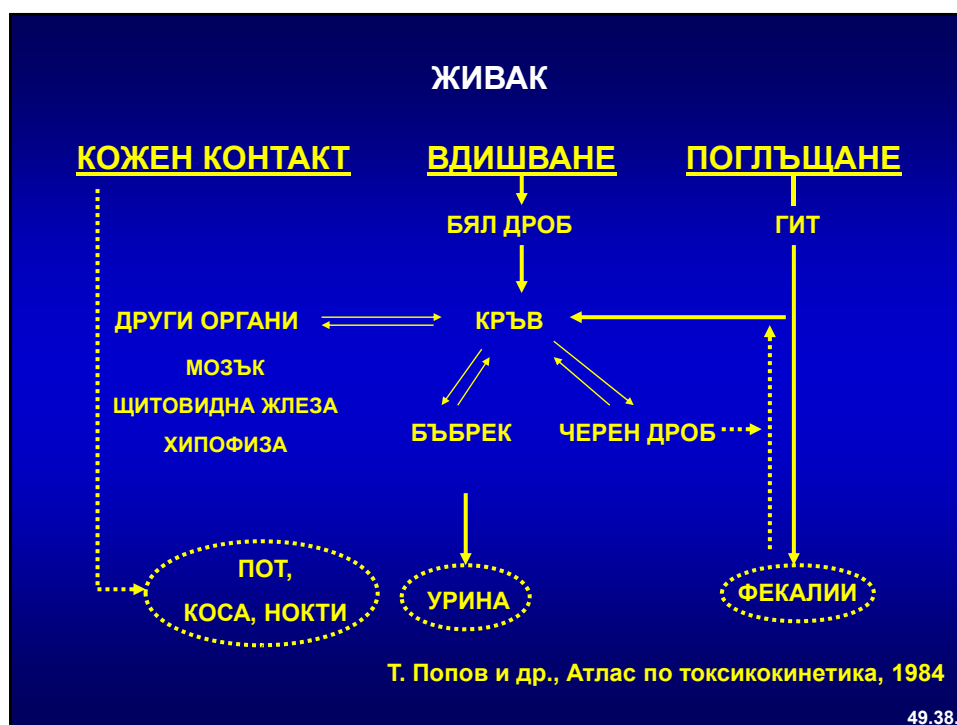 ЖИВАК
КОЖЕН КОНТАКТ ВДИШВАНЕ ПОГЛЪЩАНЕ
БЯЛ ДРОБ ГИТ
ДРУГИ ОРГАНИ КРЪВ
МОЗЪК
ЩИТОВИДНА ЖЛЕЗА
ХИПОФИЗА
БЪБРЕК ЧЕРЕН ДРОБ
ПОТ,
КОСА, НОКТИ
УРИНА
ФЕКАЛИИ
Т. Попов и др., Атлас по токсикокинетика, 1984
49.38.